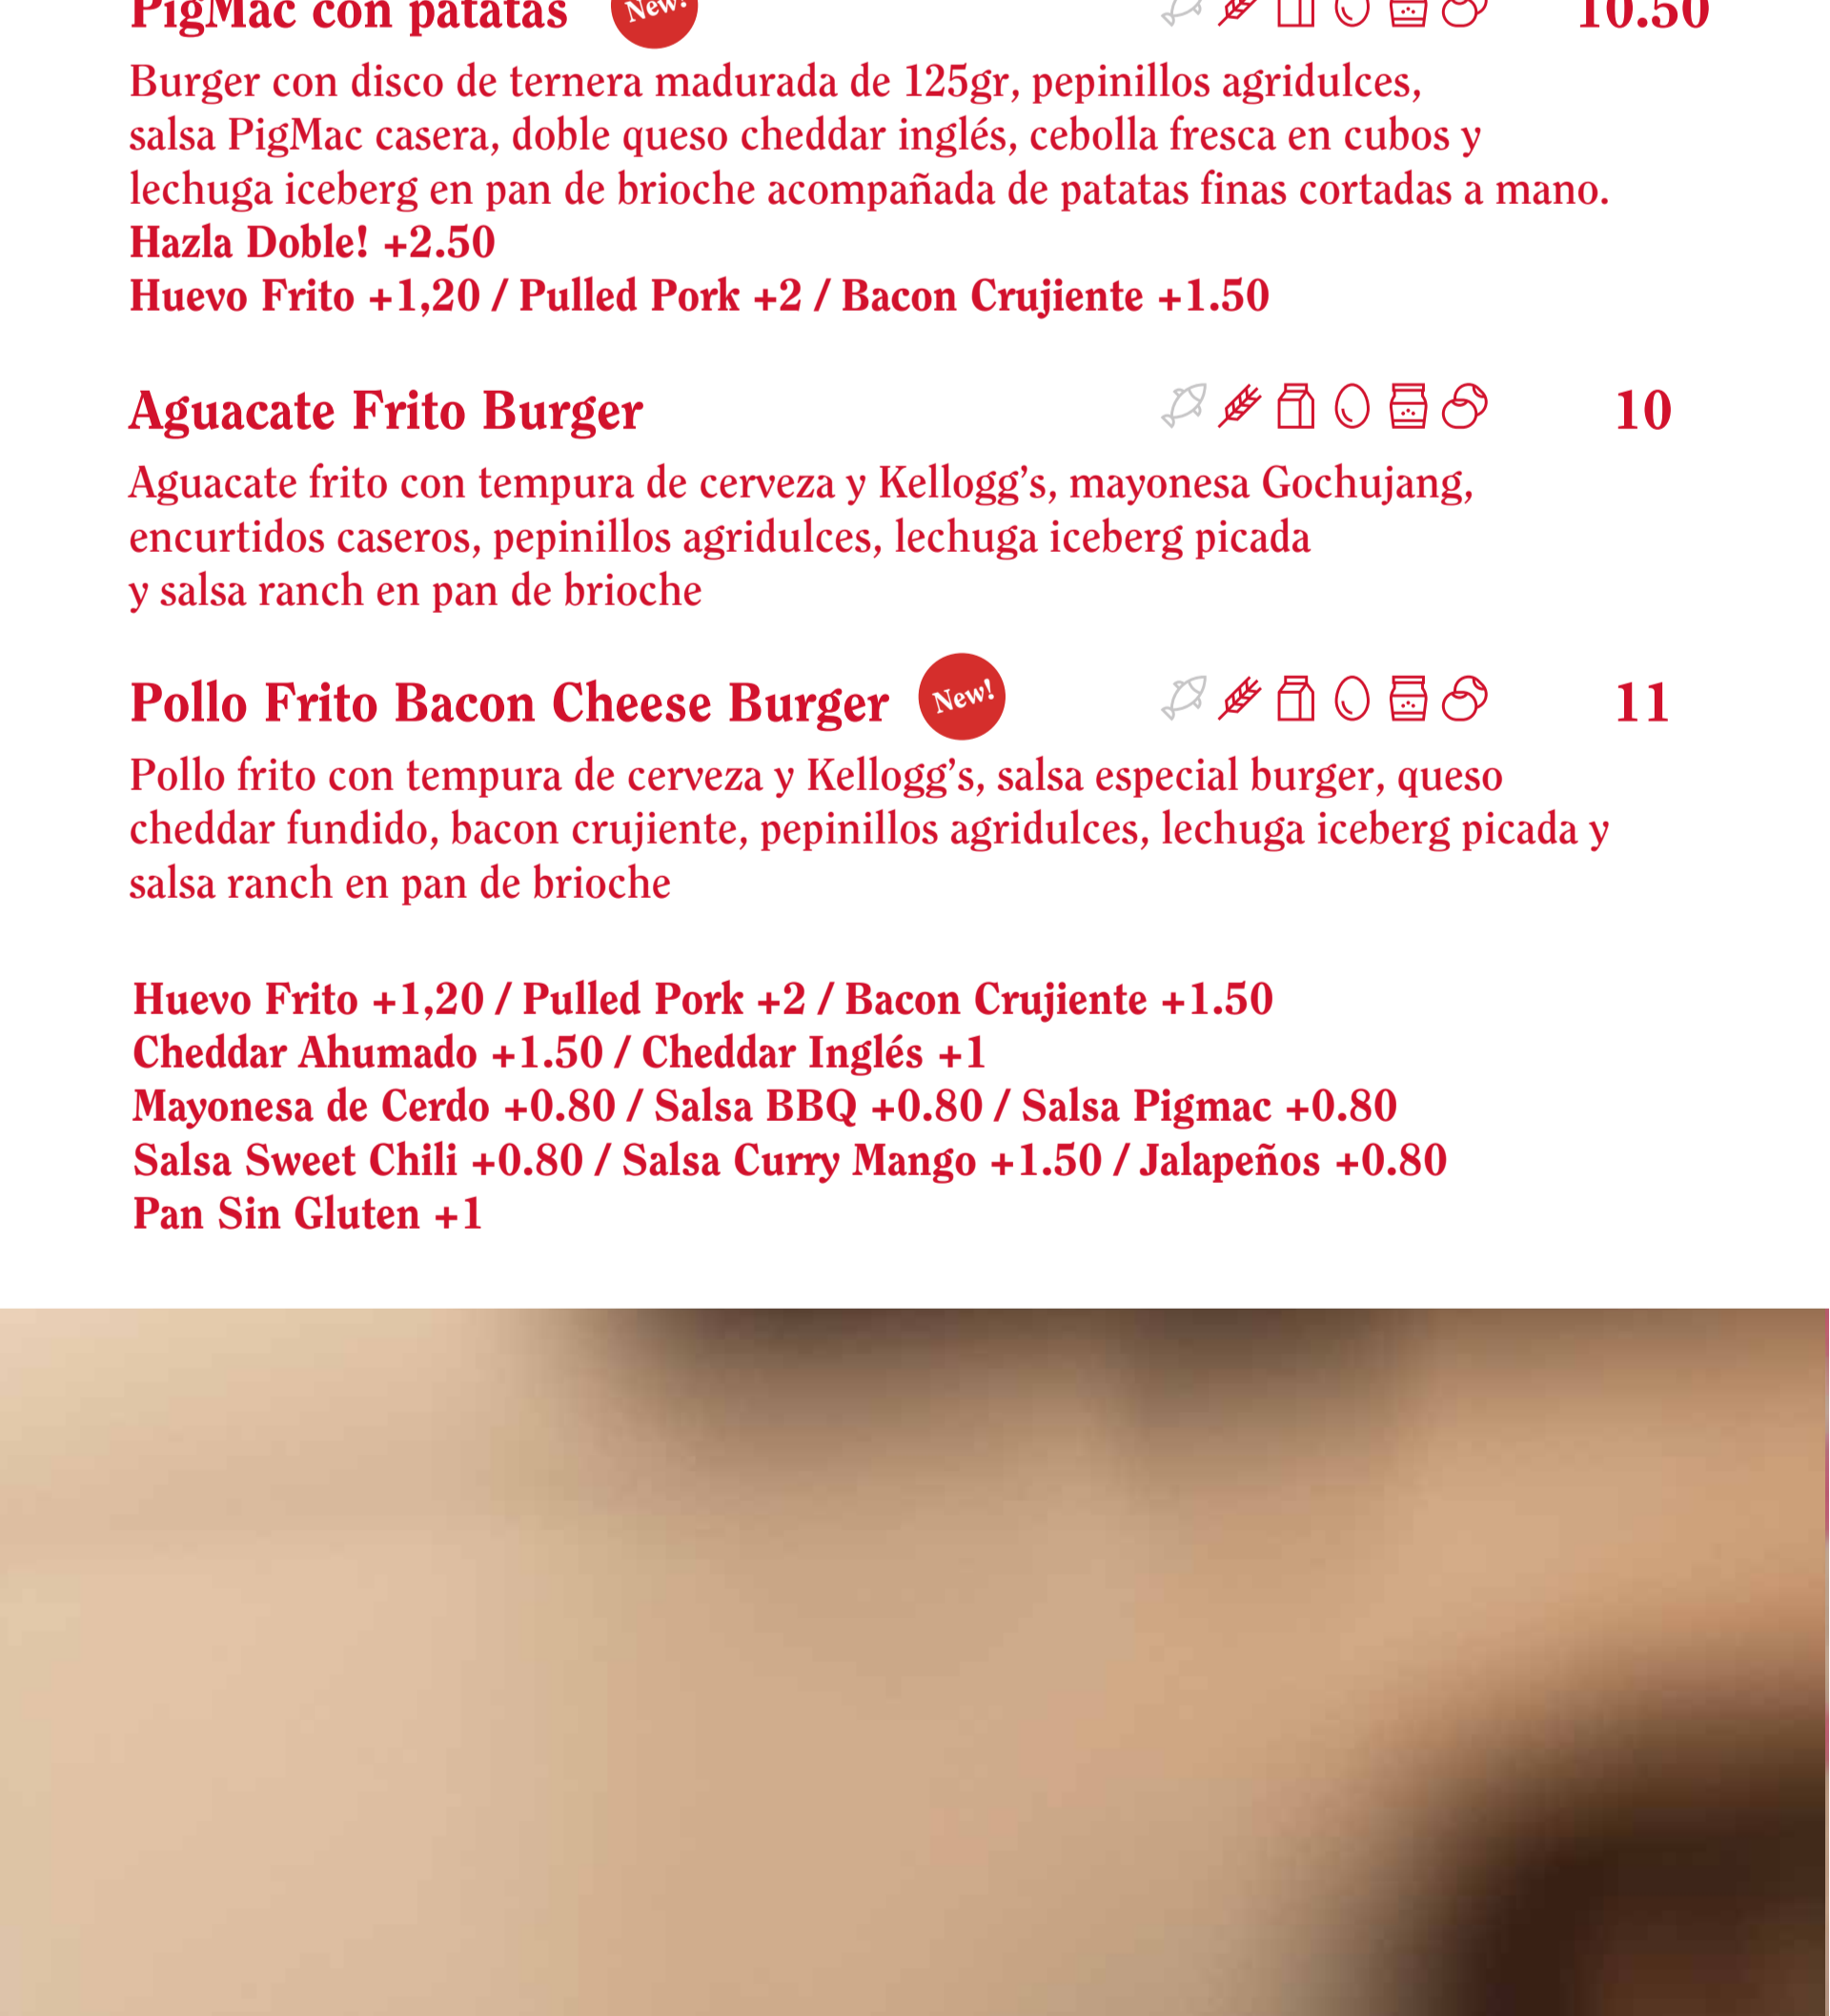 PigMac con patatas New! 10.50
Burger con disco de ternera madurada de 125gr, pepinillos agridulces,
salsa PigMac casera, doble queso cheddar inglés, cebolla fresca en cubos y
lechuga iceberg en pan de brioche acompañada de patatas finas cortadas a mano.
Hazla Doble! +2.50
Huevo Frito +1,20 / Pulled Pork +2 / Bacon Crujiente +1.50
Aguacate Frito Burger 10
Aguacate frito con tempura de cerveza y Kellogg’s, mayonesa Gochujang,
encurtidos caseros, pepinillos agridulces, lechuga iceberg picada
y salsa ranch en pan de brioche
Pollo Frito Bacon Cheese Burger New! 11
Pollo frito con tempura de cerveza y Kellogg’s, salsa especial burger, queso
cheddar fundido, bacon crujiente, pepinillos agridulces, lechuga iceberg picada y
salsa ranch en pan de brioche
Huevo Frito +1,20 / Pulled Pork +2 / Bacon Crujiente +1.50
Cheddar Ahumado +1.50 / Cheddar Inglés +1
Mayonesa de Cerdo +0.80 / Salsa BBQ +0.80 / Salsa Pigmac +0.80
Salsa Sweet Chili +0.80 / Salsa Curry Mango +1.50 / Jalapeños +0.80
Pan Sin Gluten +1